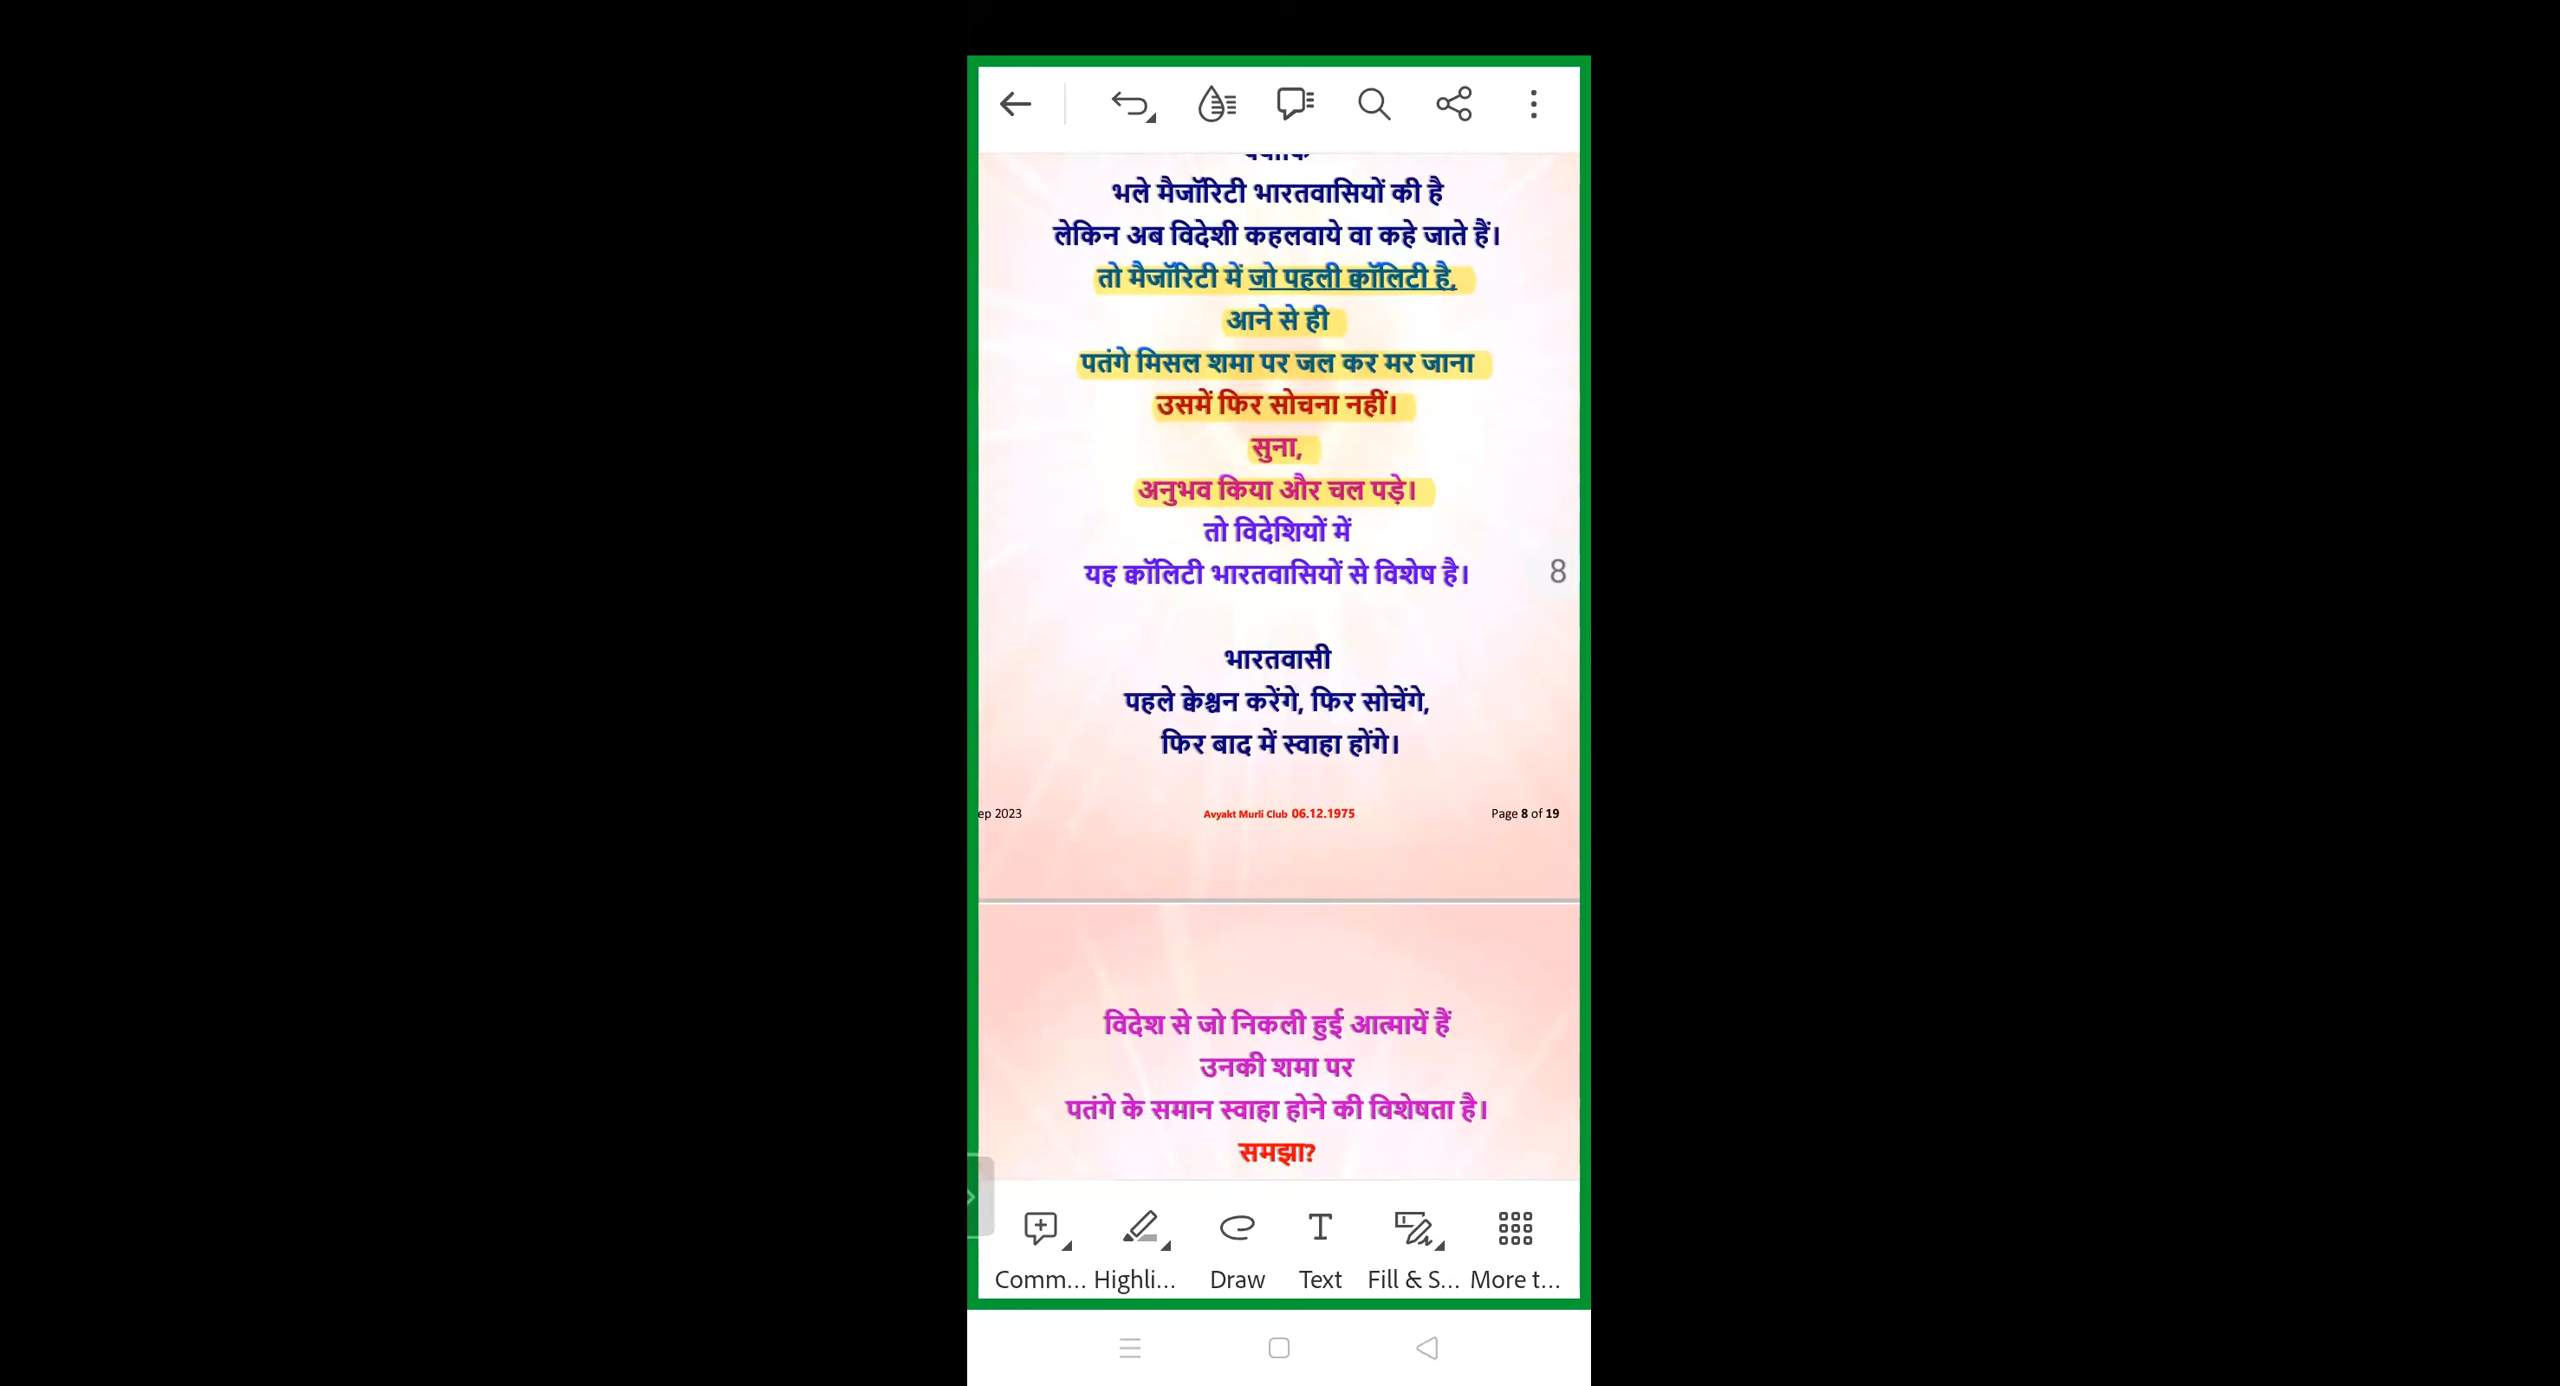 भले मैजॉरिटी भारतवासियों की है
लेकिन अब विदेशी कहलवाये वा कहे जाते हैं।
तो मैजॉरिटी में जो पहली क्वॉलिटी है,
आने से ही
पतंगे मिसल शमा पर जल कर मर जाना
उसमें फिर सोचना नहीं।
सुना,
अनुभव किया और चल पड़े।
तो विदेशियों में
यह क्वॉलिटी भारतवासियों से विशेष है।
8
भारतवासी
पहले क्वेश्चन करेंगे, फिर सोचेंगे,
फिर बाद में स्वाहा होंगे।
ep 2023 Avyakt Murli Club 06.12.1975 Page 8 of 19
विदेश से जो निकली हुई आत्मायें हैं
उनकी शमा पर
पतंगे के समान स्वाहा होने की विशेषता है।
समझा?
Comm... Highli... Draw Text Fill & S... More t...